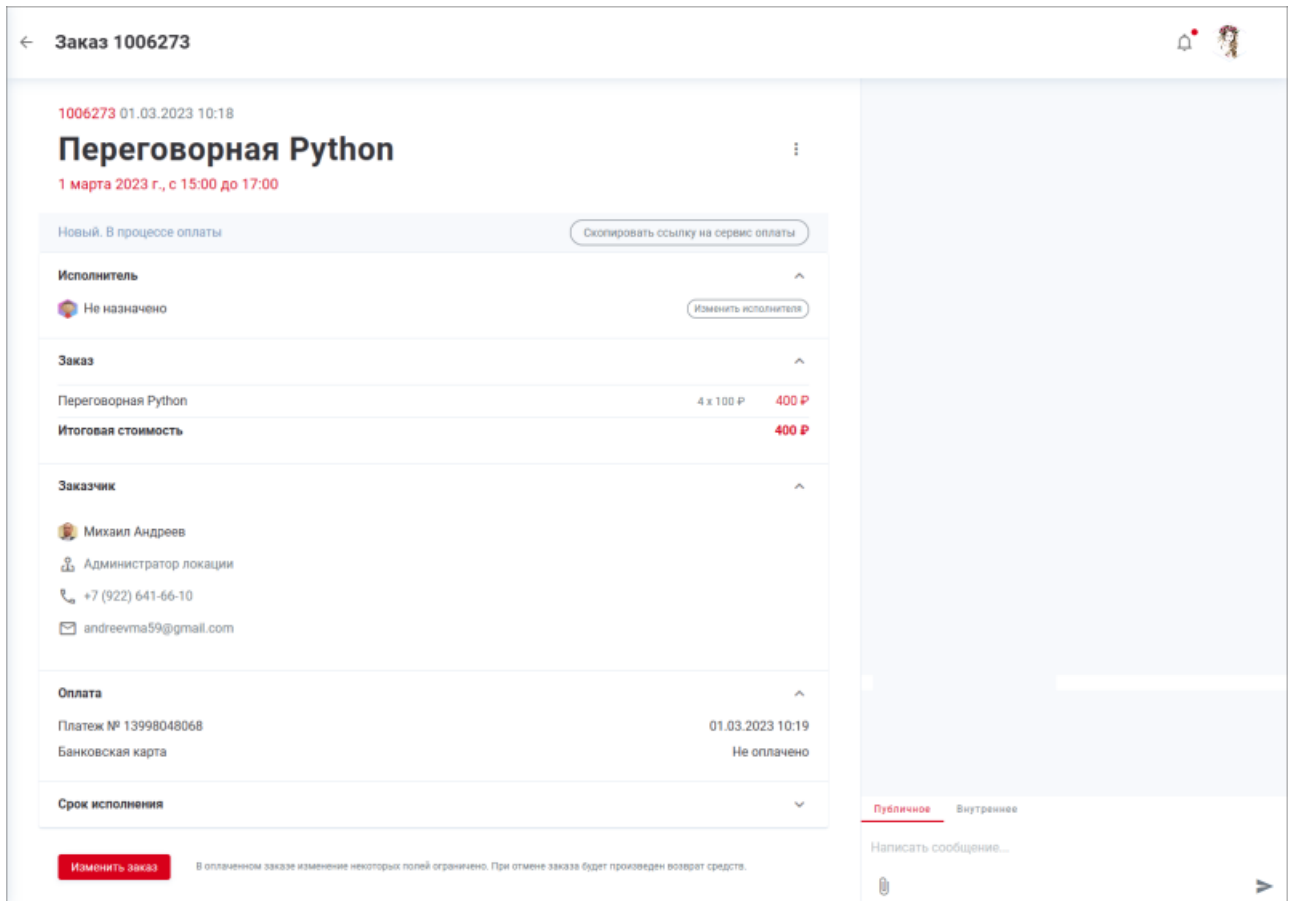 Заказ 1006273
1006273 01.03.2023 10:18
Переговорная Python
1 марта 2023 г., с 15:00 до 17:00
Новый. В процессе оплаты
Скопировать ссылку на сервис оплаты
Исполнитель
Не назначено
Изменить исполнителя
Заказ
Переговорная Python 4 x 100 ₽ 400 ₽
Итоговая стоимость 400 ₽
Заказчик
Михаил Андреев
Администратор локации
+7 (922) 641-66-10
andreevma59@gmail.com
Оплата
Платеж № 13998048068 01.03.2023 10:19
Банковская карта Не оплачено
Срок исполнения
Публичное Внутреннее
Написать сообщение...
Изменить заказ
В оплаченном заказе изменение некоторых полей ограничено. При отмене заказа будет произведен возврат средств.